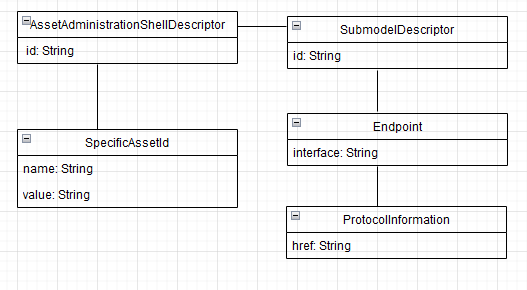 AssetAdministrationShellDescriptor
id: String
SubmodelDescriptor
id: String
SpecificAssetId
name: String
value: String
Endpoint
interface: String
ProtocolInformation
href: String